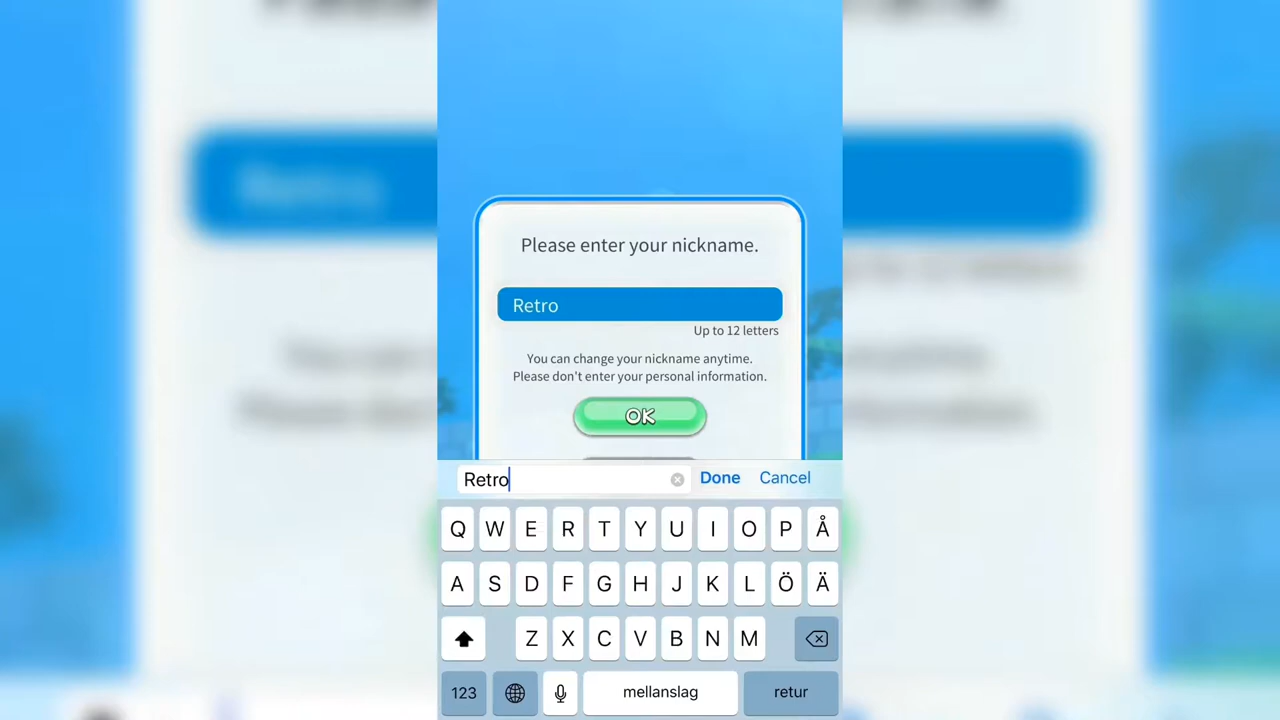 Please enter your nickname.
Retro
Up to 12 letters
You can change your nickname anytime.
Please don't enter your personal information.
OK
Retro Done Cancel
Q W E R T Y U I O P Å
A S D F G H J K L Ö Ä
Z X C V B N M
123 mellanslag retur